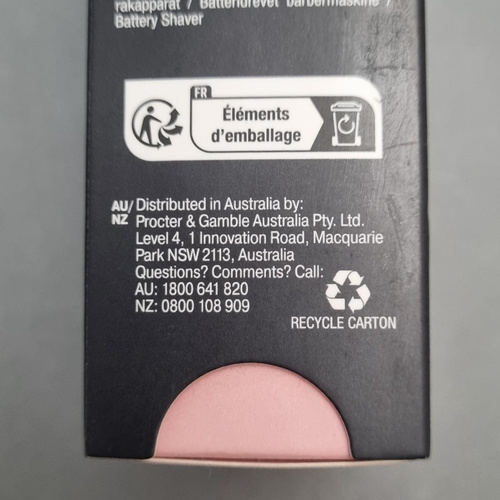 rakapparat / Batteridrevet barbermaskine /
Battery Shaver
FR
Éléments
d'emballage
AU/ Distributed in Australia by:
NZ Procter & Gamble Australia Pty. Ltd.
Level 4, 1 Innovation Road, Macquarie
Park NSW 2113, Australia
Questions? Comments? Call:
AU: 1800 641 820
NZ: 0800 108 909
RECYCLE CARTON